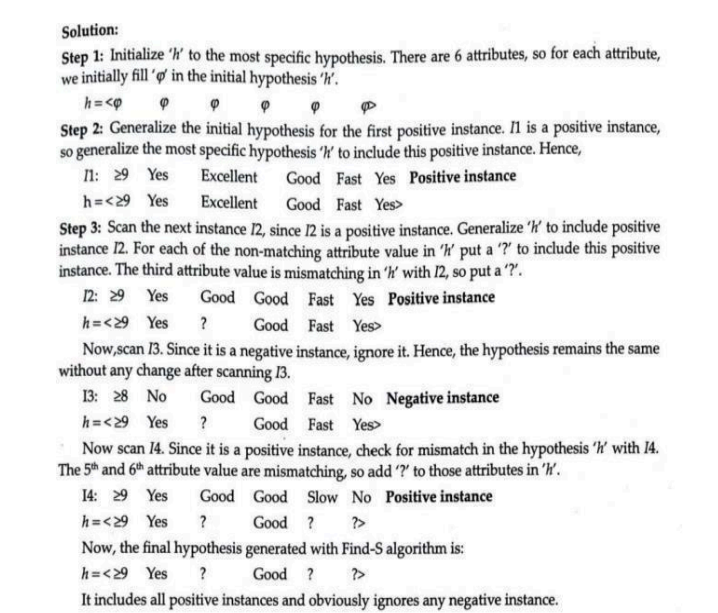 Solution:
Step 1: Initialize 'h' to the most specific hypothesis. There are 6 attributes, so for each attribute,
we initially fill 'φ' in the initial hypothesis 'h'.
h=<φ φ φ φ φ φ>
Step 2: Generalize the initial hypothesis for the first positive instance. I1 is a positive instance,
so generalize the most specific hypothesis 'h' to include this positive instance. Hence,
I1: ≥9 Yes Excellent Good Fast Yes Positive instance
h=<≥9 Yes Excellent Good Fast Yes>
Step 3: Scan the next instance I2, since I2 is a positive instance. Generalize 'h' to include positive
instance I2. For each of the non-matching attribute value in 'h' put a '?' to include this positive
instance. The third attribute value is mismatching in 'h' with I2, so put a '?'.
I2: ≥9 Yes Good Good Fast Yes Positive instance
h=<≥9 Yes ? Good Fast Yes>
Now,scan I3. Since it is a negative instance, ignore it. Hence, the hypothesis remains the same
without any change after scanning I3.
I3: ≥8 No Good Good Fast No Negative instance
h=<≥9 Yes ? Good Fast Yes>
Now scan I4. Since it is a positive instance, check for mismatch in the hypothesis 'h' with I4.
The 5th and 6th attribute value are mismatching, so add '?' to those attributes in 'h'.
I4: ≥9 Yes Good Good Slow No Positive instance
h=<≥9 Yes ? Good ? ?>
Now, the final hypothesis generated with Find-S algorithm is:
h=<≥9 Yes ? Good ? ?>
It includes all positive instances and obviously ignores any negative instance.